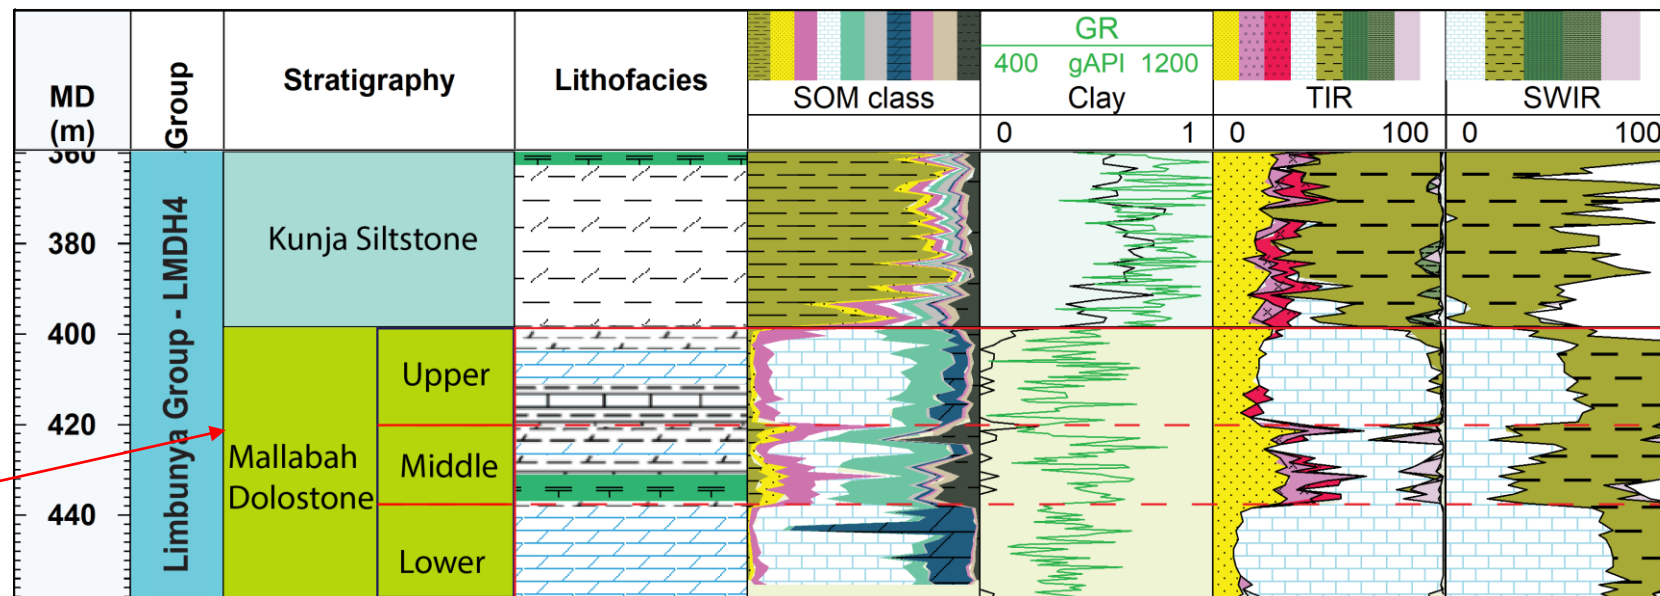 MD
(m)
Group
Stratigraphy
Lithofacies
SOM class
GR
400 gAPI 1200
Clay
0 1
TIR
0 100
SWIR
0 100
360
380
400
420
440
Limbunya Group - LMDH4
Kunja Siltstone
Mallabah
Dolostone
Upper
Middle
Lower